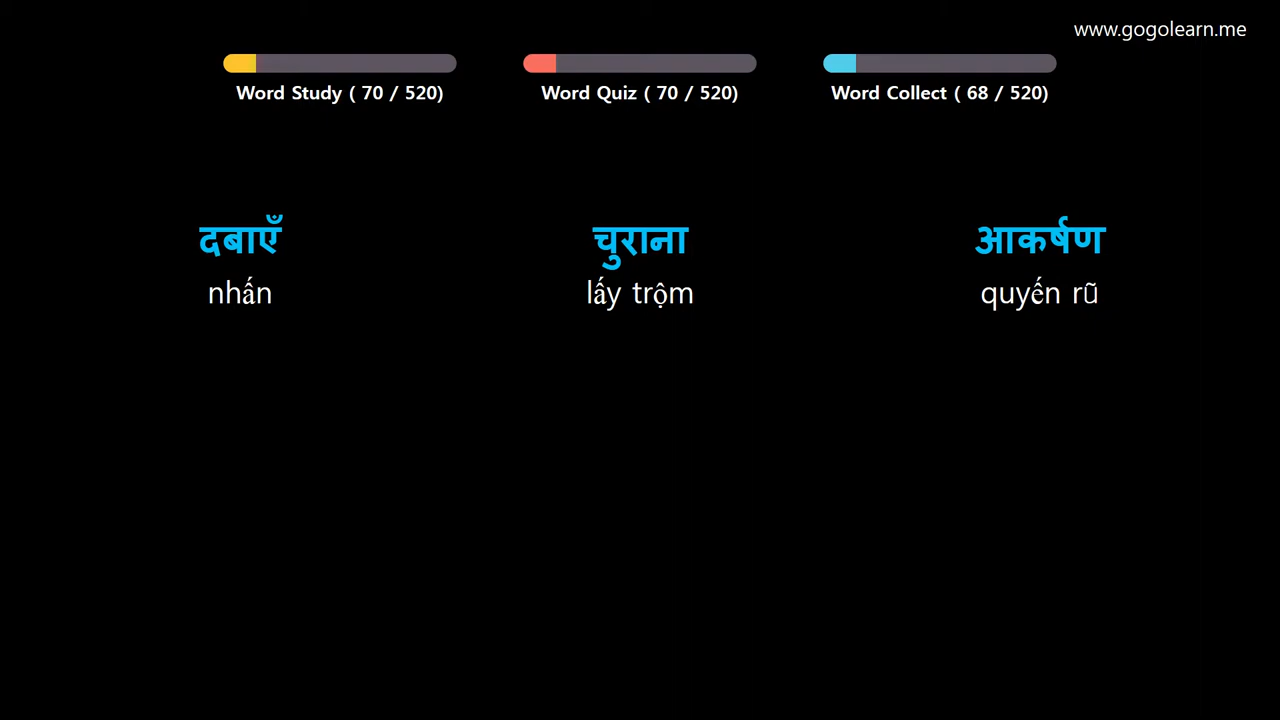 www.gogolearn.me
Word Study ( 70 / 520)
Word Quiz ( 70 / 520)
Word Collect ( 68 / 520)
दबाएँ
चुराना
आकर्षण
nhấn
lấy trộm
quyến rũ